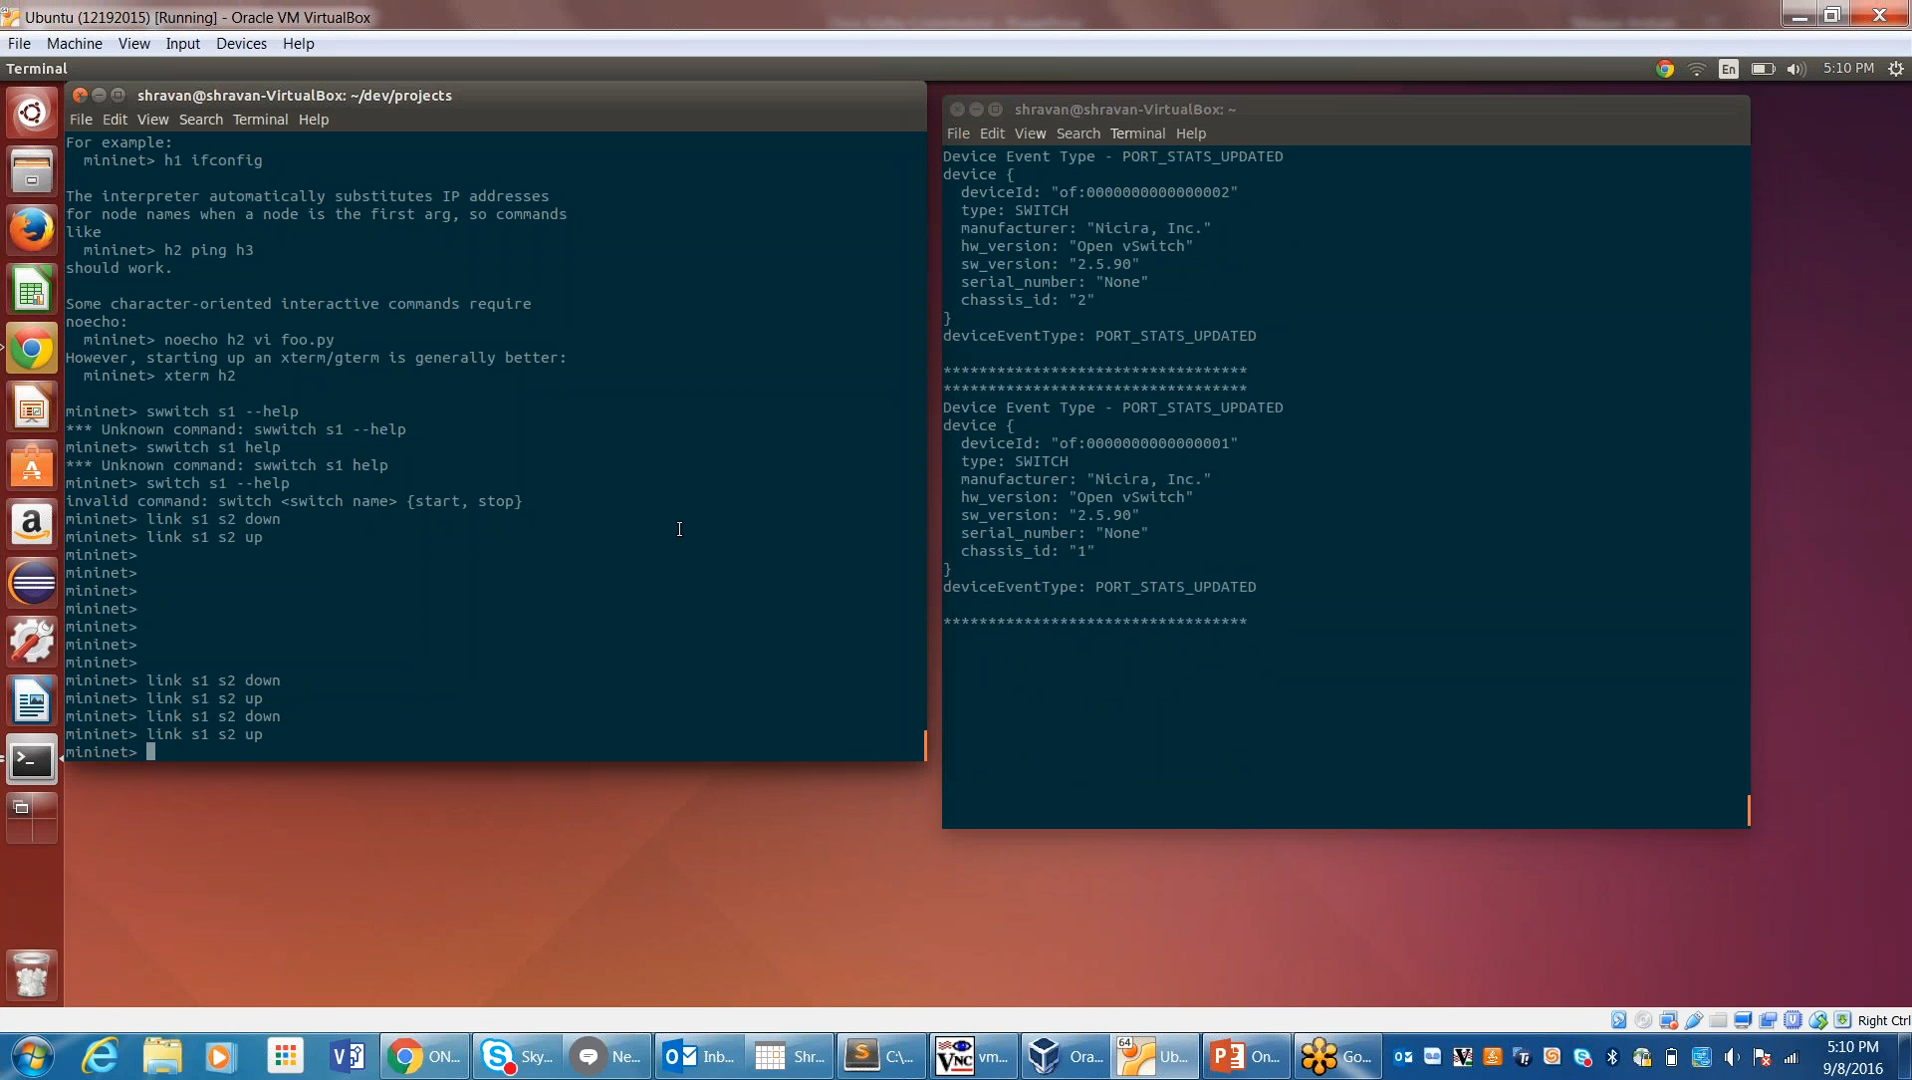 Ubuntu (12192015) [Running] - Oracle VM VirtualBox
File Machine View Input Devices Help
Terminal
En
5:10 PM
shravan@shravan-VirtualBox: ~/dev/projects
File Edit View Search Terminal Help
For example:
mininet> h1 ifconfig
The interpreter automatically substitutes IP addresses
for node names when a node is the first arg, so commands
like
mininet> h2 ping h3
should work.
Some character-oriented interactive commands require
noecho:
mininet> noecho h2 vi foo.py
However, starting up an xterm/gterm is generally better:
mininet> xterm h2
mininet> swwitch s1 --help
*** Unknown command: swwitch s1 --help
mininet> swwitch s1 help
*** Unknown command: swwitch s1 help
mininet> switch s1 --help
invalid command: switch <switch name> {start, stop}
mininet> link s1 s2 down
mininet> link s1 s2 up
mininet>
mininet>
mininet>
mininet>
mininet>
mininet>
mininet>
mininet> link s1 s2 down
mininet> link s1 s2 up
mininet> link s1 s2 down
mininet> link s1 s2 up
mininet>
shravan@shravan-VirtualBox: ~
File Edit View Search Terminal Help
Device Event Type - PORT_STATS_UPDATED
device {
deviceId: "of:0000000000000002"
type: SWITCH
manufacturer: "Nicira, Inc."
hw_version: "Open vSwitch"
sw_version: "2.5.90"
serial_number: "None"
chassis_id: "2"
}
deviceEventType: PORT_STATS_UPDATED
**********************************
**********************************
Device Event Type - PORT_STATS_UPDATED
device {
deviceId: "of:0000000000000001"
type: SWITCH
manufacturer: "Nicira, Inc."
hw_version: "Open vSwitch"
sw_version: "2.5.90"
serial_number: "None"
chassis_id: "1"
}
deviceEventType: PORT_STATS_UPDATED
**********************************
Right Ctrl
ON...
Sky...
Ne...
Inb...
Shr...
C:\...
vm...
Ora...
Ub...
On...
Go...
5:10 PM
9/8/2016